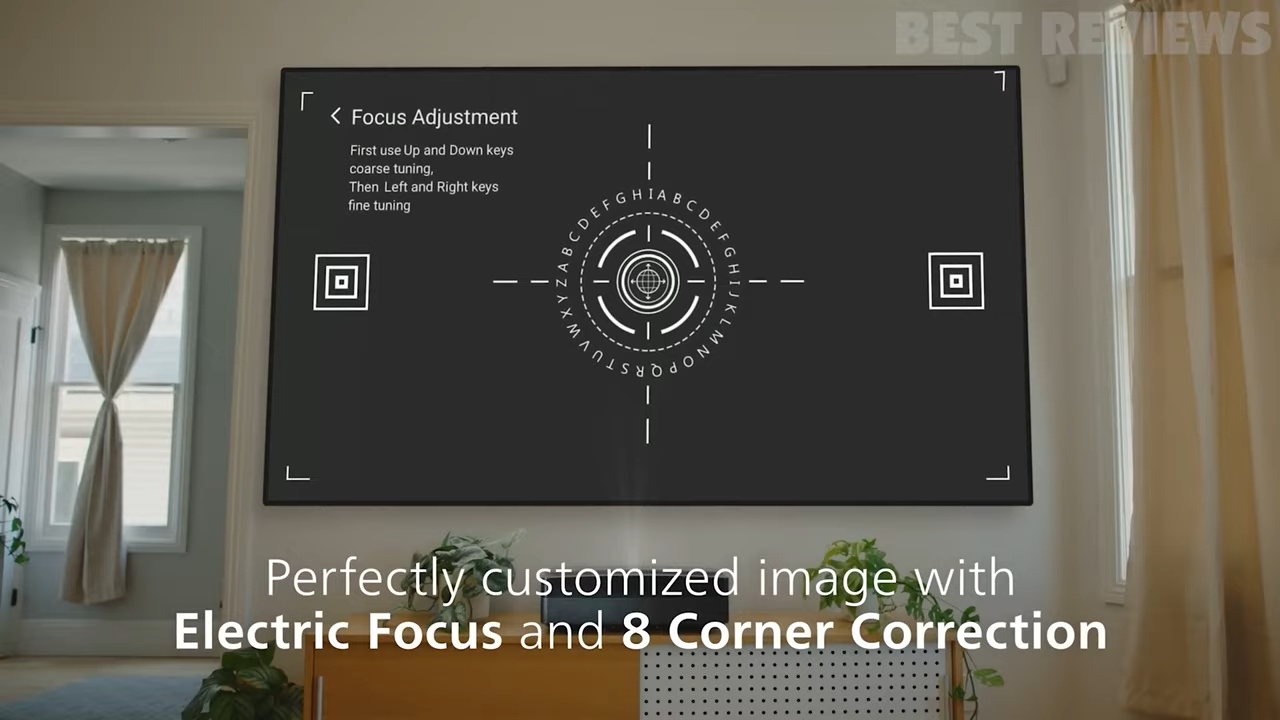 BEST REVIEWS
Focus Adjustment
First use Up and Down keys
coarse tuning,
Then Left and Right keys
fine tuning
ABCDEFGHIABCDEFGHIJKLMNOPQRSTUVWXYZ
Perfectly customized image with
Electric Focus and 8 Corner Correction